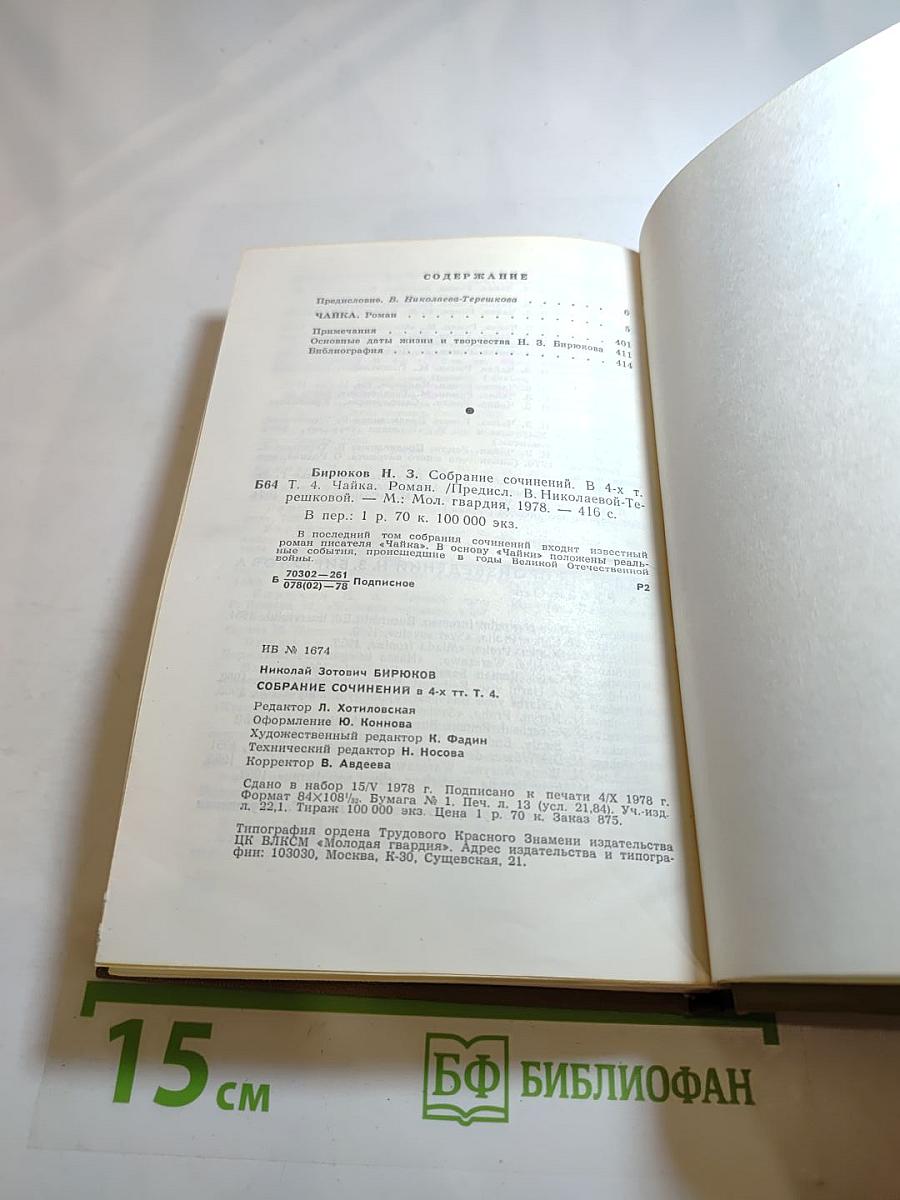 СОДЕРЖАНИЕ
Предисловие. В. Николаева-Терешкова . . . . . . 6
ЧАЙКА. Роман . . . . . . . . . . . . . 5
Примечания . . . . . . . . . . . . . . 401
Основные даты жизни и творчества Н. З. Бирюкова 411
Библиография . . . . . . . . . . . . . 414
Бирюков Н. З. Собрание сочинений. В 4-х т.
Б64 Т. 4. Чайка. Роман. /Предисл. В. Николаевой-Те-
решковой. — М.: Мол. гвардия, 1978. — 416 с.
В пер.: 1 р. 70 к. 100 000 экз.
В последний том собрания сочинений входит известный
роман писателя «Чайка». В основу «Чайки» положены реаль-
ные события, происшедшие в годы Великой Отечественной
войны.
Б 70302—261
078(02)—78 Подписное Р2
ИБ № 1674
Николай Зотович БИРЮКОВ
СОБРАНИЕ СОЧИНЕНИЙ в 4-х тт. Т. 4.
Редактор Л. Хотиловская
Оформление Ю. Коннова
Художественный редактор К. Фадин
Технический редактор Н. Носова
Корректор В. Авдеева
Сдано в набор 15/V 1978 г. Подписано к печати 4/X 1978 г.
Формат 84×108¹/₃₂. Бумага № 1. Печ. л. 13 (усл. 21,84). Уч.-изд.
л. 22,1. Тираж 100 000 экз. Цена 1 р. 70 к. Заказ 875.
Типография ордена Трудового Красного Знамени издательства
ЦК ВЛКСМ «Молодая гвардия». Адрес издательства и типогра-
фии: 103030, Москва, К-30, Сущевская, 21.
15 см
БФ БИБЛИОФАН